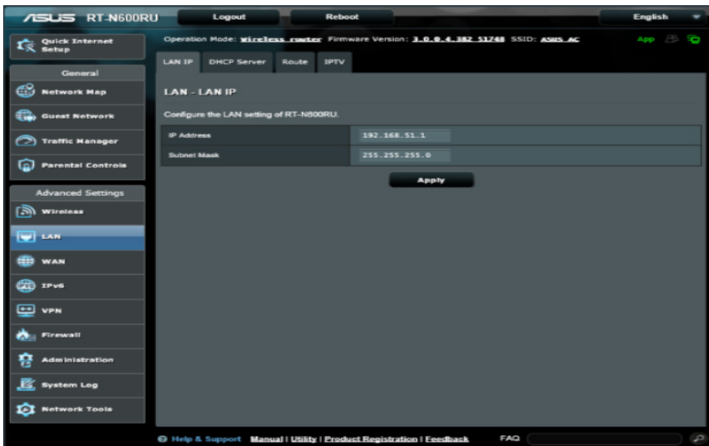 ASUS RT-N600RU Logout Reboot English
Quick Internet
Setup
Operation Mode: Wireless router Firmware Version: 3.0.0.4.382_51748 SSID: ASUS_AC
App
General
Network Map
Guest Network
Traffic Manager
Parental Controls
Advanced Settings
Wireless
LAN
WAN
IPv6
VPN
Firewall
Administration
System Log
Network Tools
LAN IP DHCP Server Route IPTV
LAN - LAN IP
Configure the LAN setting of RT-N600RU.
IP Address 192.168.51.1
Subnet Mask 255.255.255.0
Apply
Help & Support Manual | Utility | Product Registration | Feedback FAQ